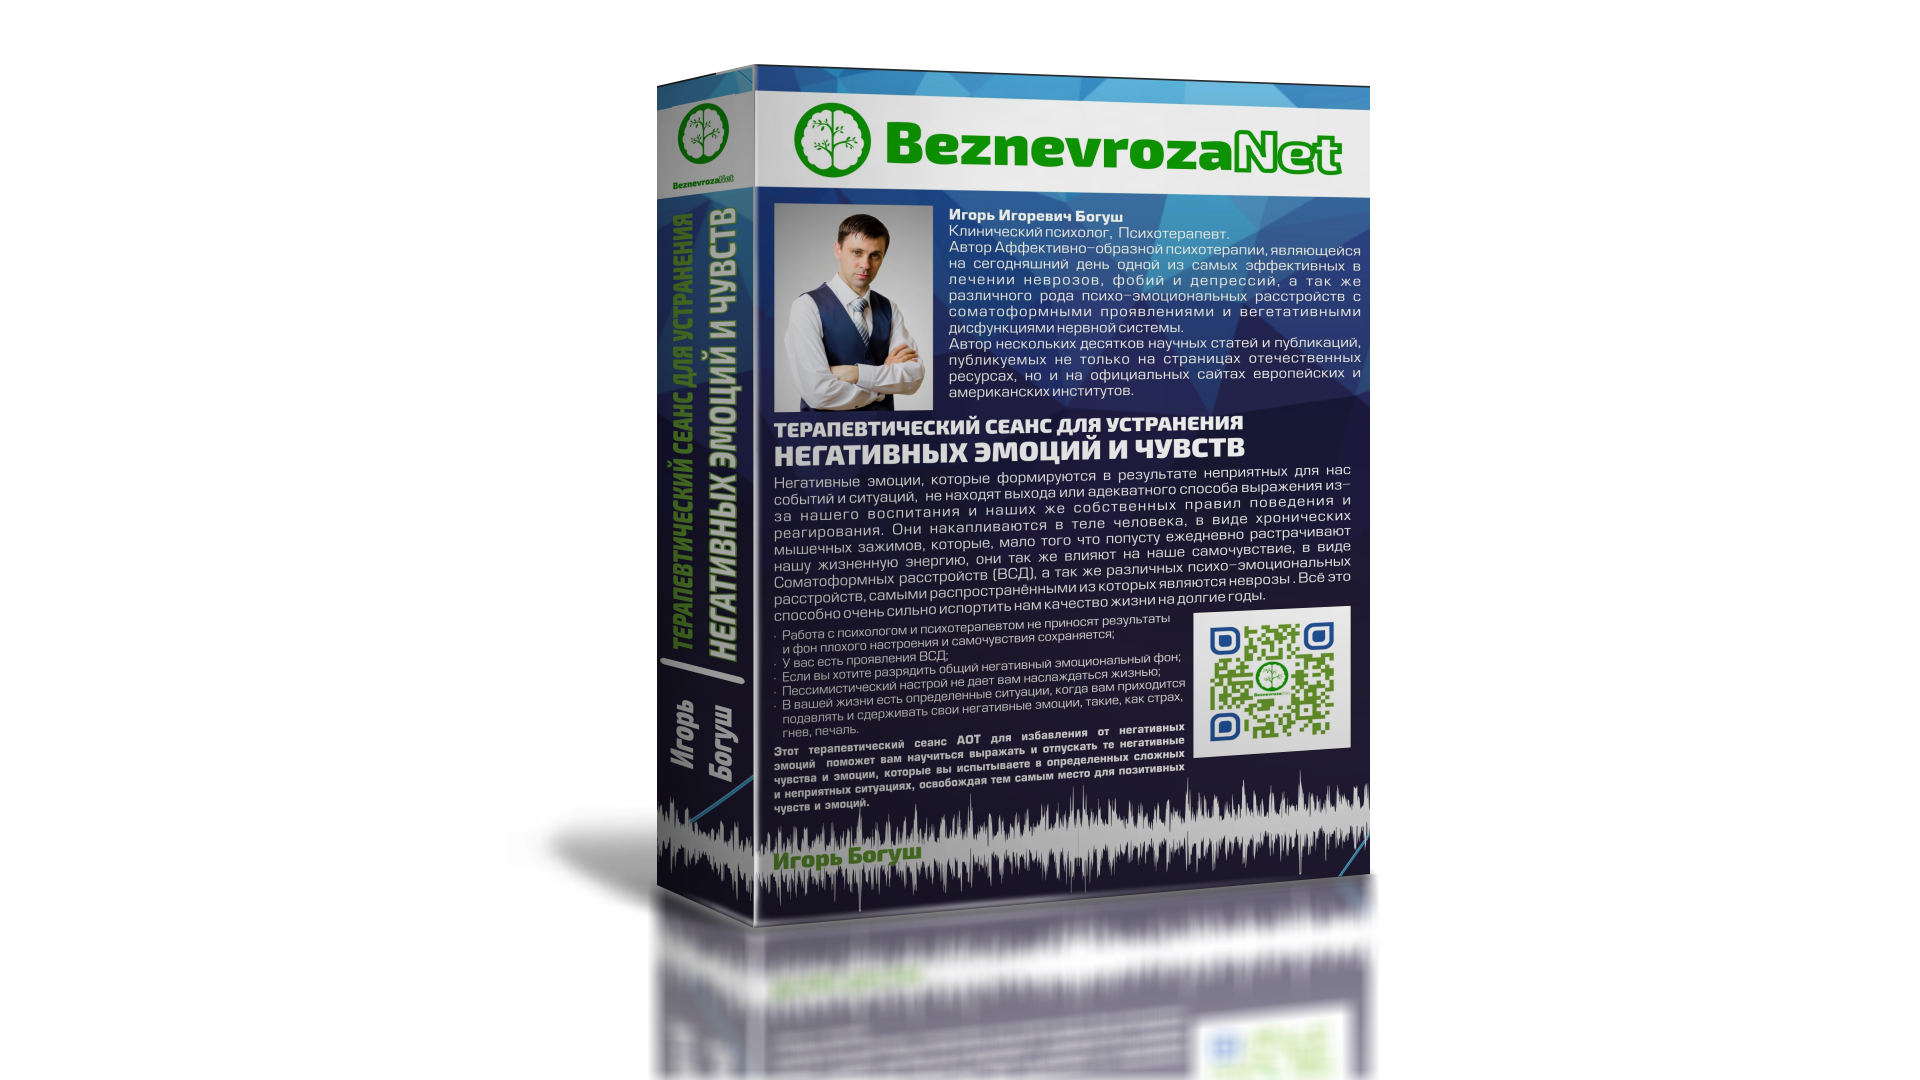 BeznevrozaNet
ТЕРАПЕВТИЧЕСКИЙ СЕАНС ДЛЯ УСТРАНЕНИЯ
НЕГАТИВНЫХ ЭМОЦИЙ И ЧУВСТВ
Игорь
Богуш
BeznevrozaNet
Игорь Игоревич Богуш
Клинический психолог, Психотерапевт.
Автор Аффективно-образной психотерапии, являющейся
на сегодняшний день одной из самых эффективных в
лечении неврозов, фобий и депрессий, а так же
различного рода психо-эмоциональных расстройств с
соматоформными проявлениями и вегетативными
дисфункциями нервной системы.
Автор нескольких десятков научных статей и публикаций,
публикуемых не только на страницах отечественных
ресурсах, но и на официальных сайтах европейских и
американских институтов.
ТЕРАПЕВТИЧЕСКИЙ СЕАНС ДЛЯ УСТРАНЕНИЯ
НЕГАТИВНЫХ ЭМОЦИЙ И ЧУВСТВ
Негативные эмоции, которые формируются в результате неприятных для нас
событий и ситуаций, не находят выхода или адекватного способа выражения из-
за нашего воспитания и наших же собственных правил поведения и
реагирования. Они накапливаются в теле человека, в виде хронических
мышечных зажимов, которые, мало того что попусту ежедневно растрачивают
нашу жизненную энергию, они так же влияют на наше самочувствие, в виде
Соматоформных расстройств (ВСД), а так же различных психо-эмоциональных
расстройств, самыми распространёнными из которых являются неврозы . Всё это
способно очень сильно испортить нам качество жизни на долгие годы.
· Работа с психологом и психотерапевтом не приносят результаты
и фон плохого настроения и самочувствия сохраняется;
· У вас есть проявления ВСД;
· Если вы хотите разрядить общий негативный эмоциональный фон;
· Пессимистический настрой не дает вам наслаждаться жизнью;
· В вашей жизни есть определенные ситуации, когда вам приходится
подавлять и сдерживать свои негативные эмоции, такие, как страх,
гнев, печаль.
Этот терапевтический сеанс АОТ для избавления от негативных
эмоций поможет вам научиться выражать и отпускать те негативные
чувства и эмоции, которые вы испытываете в определенных сложных
и неприятных ситуациях, освобождая тем самым место для позитивных
чувств и эмоций.
BeznevrozaNet
Игорь Богуш